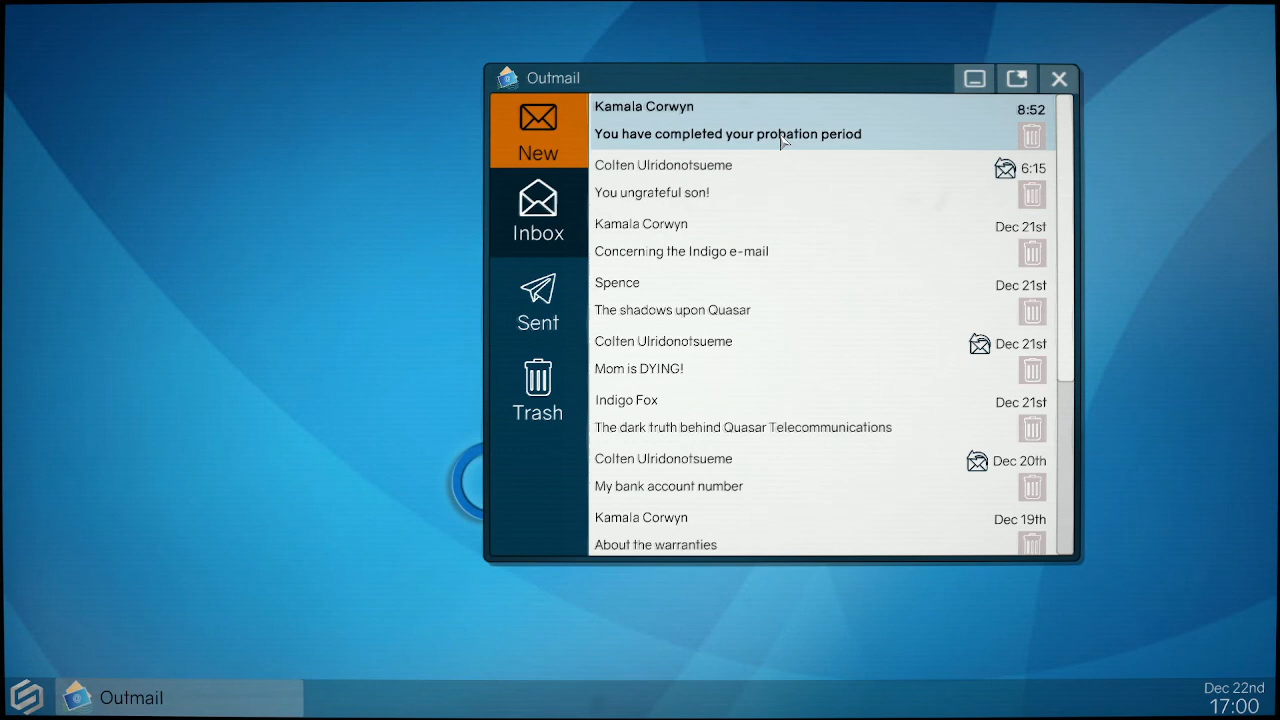 Outmail
New
Inbox
Sent
Trash
Kamala Corwyn
8:52
You have completed your probation period
Colten Ulridonotsueme
6:15
You ungrateful son!
Kamala Corwyn
Dec 21st
Concerning the Indigo e-mail
Spence
Dec 21st
The shadows upon Quasar
Colten Ulridonotsueme
Dec 21st
Mom is DYING!
Indigo Fox
Dec 21st
The dark truth behind Quasar Telecommunications
Colten Ulridonotsueme
Dec 20th
My bank account number
Kamala Corwyn
Dec 19th
About the warranties
Outmail
Dec 22nd
17:00